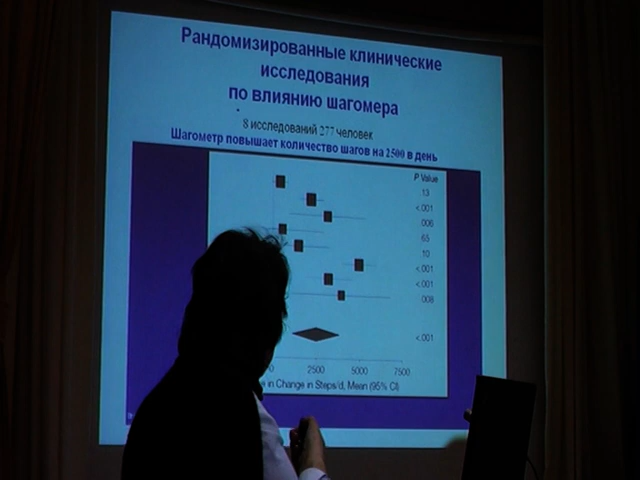 Рандомизированные клинические
исследования
по влиянию шагомера
8 исследований 277 человек
Шагометр повышает количество шагов на 2500 в день
P Value
.13
<.001
.006
.65
.10
<.001
<.001
.008
<.001
0 2500 5000 7500
in Change in Steps/d, Mean (95% CI)